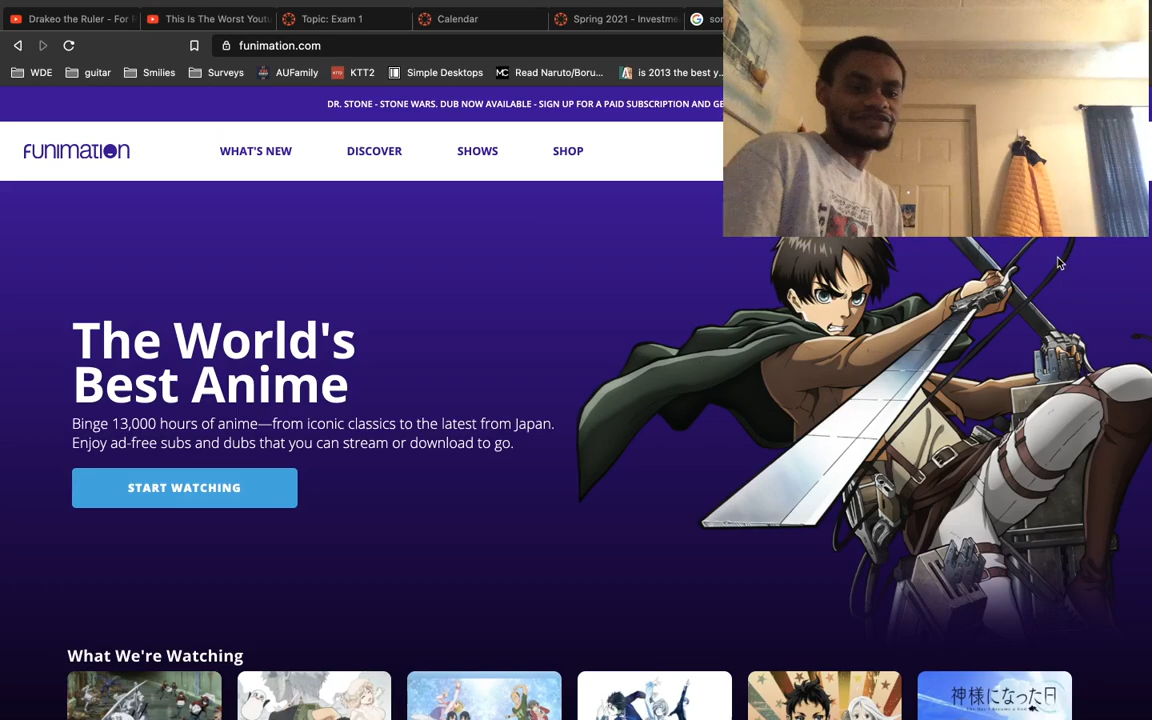 Drakeo the Ruler - For F
This Is The Worst Youtu
Topic: Exam 1
Calendar
Spring 2021 - Investme
sor
funimation.com
WDE
guitar
Smilies
Surveys
AUFamily
KTT2
Simple Desktops
Read Naruto/Boru...
is 2013 the best y...
DR. STONE - STONE WARS. DUB NOW AVAILABLE - SIGN UP FOR A PAID SUBSCRIPTION AND GE
FUNIMATION
WHAT'S NEW
DISCOVER
SHOWS
SHOP
The World's
Best Anime
Binge 13,000 hours of anime—from iconic classics to the latest from Japan.
Enjoy ad-free subs and dubs that you can stream or download to go.
START WATCHING
What We're Watching
神様になった日